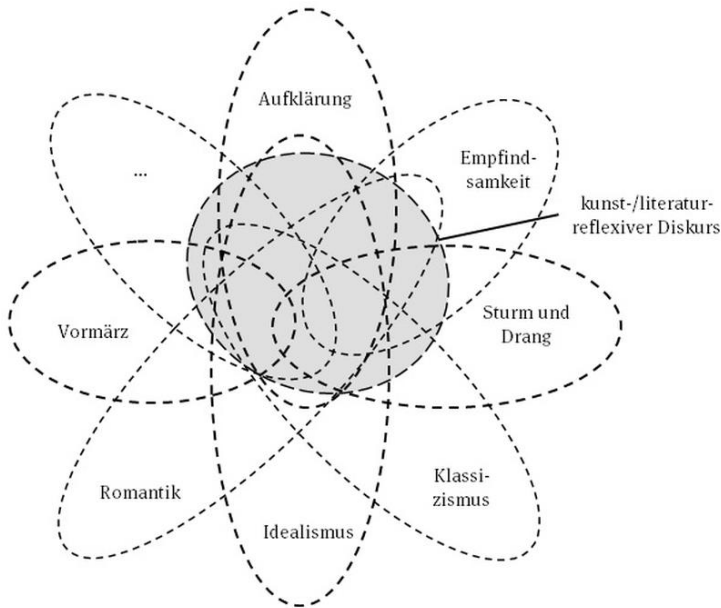 Aufklärung
...
Empfind-
samkeit
kunst-/literatur-
reflexiver Diskurs
Vormärz
Sturm und
Drang
Romantik
Klassi-
zismus
Idealismus